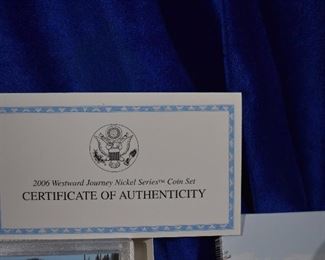 2006 Westward Journey Nickel Series™ Coin Set
CERTIFICATE OF AUTHENTICITY